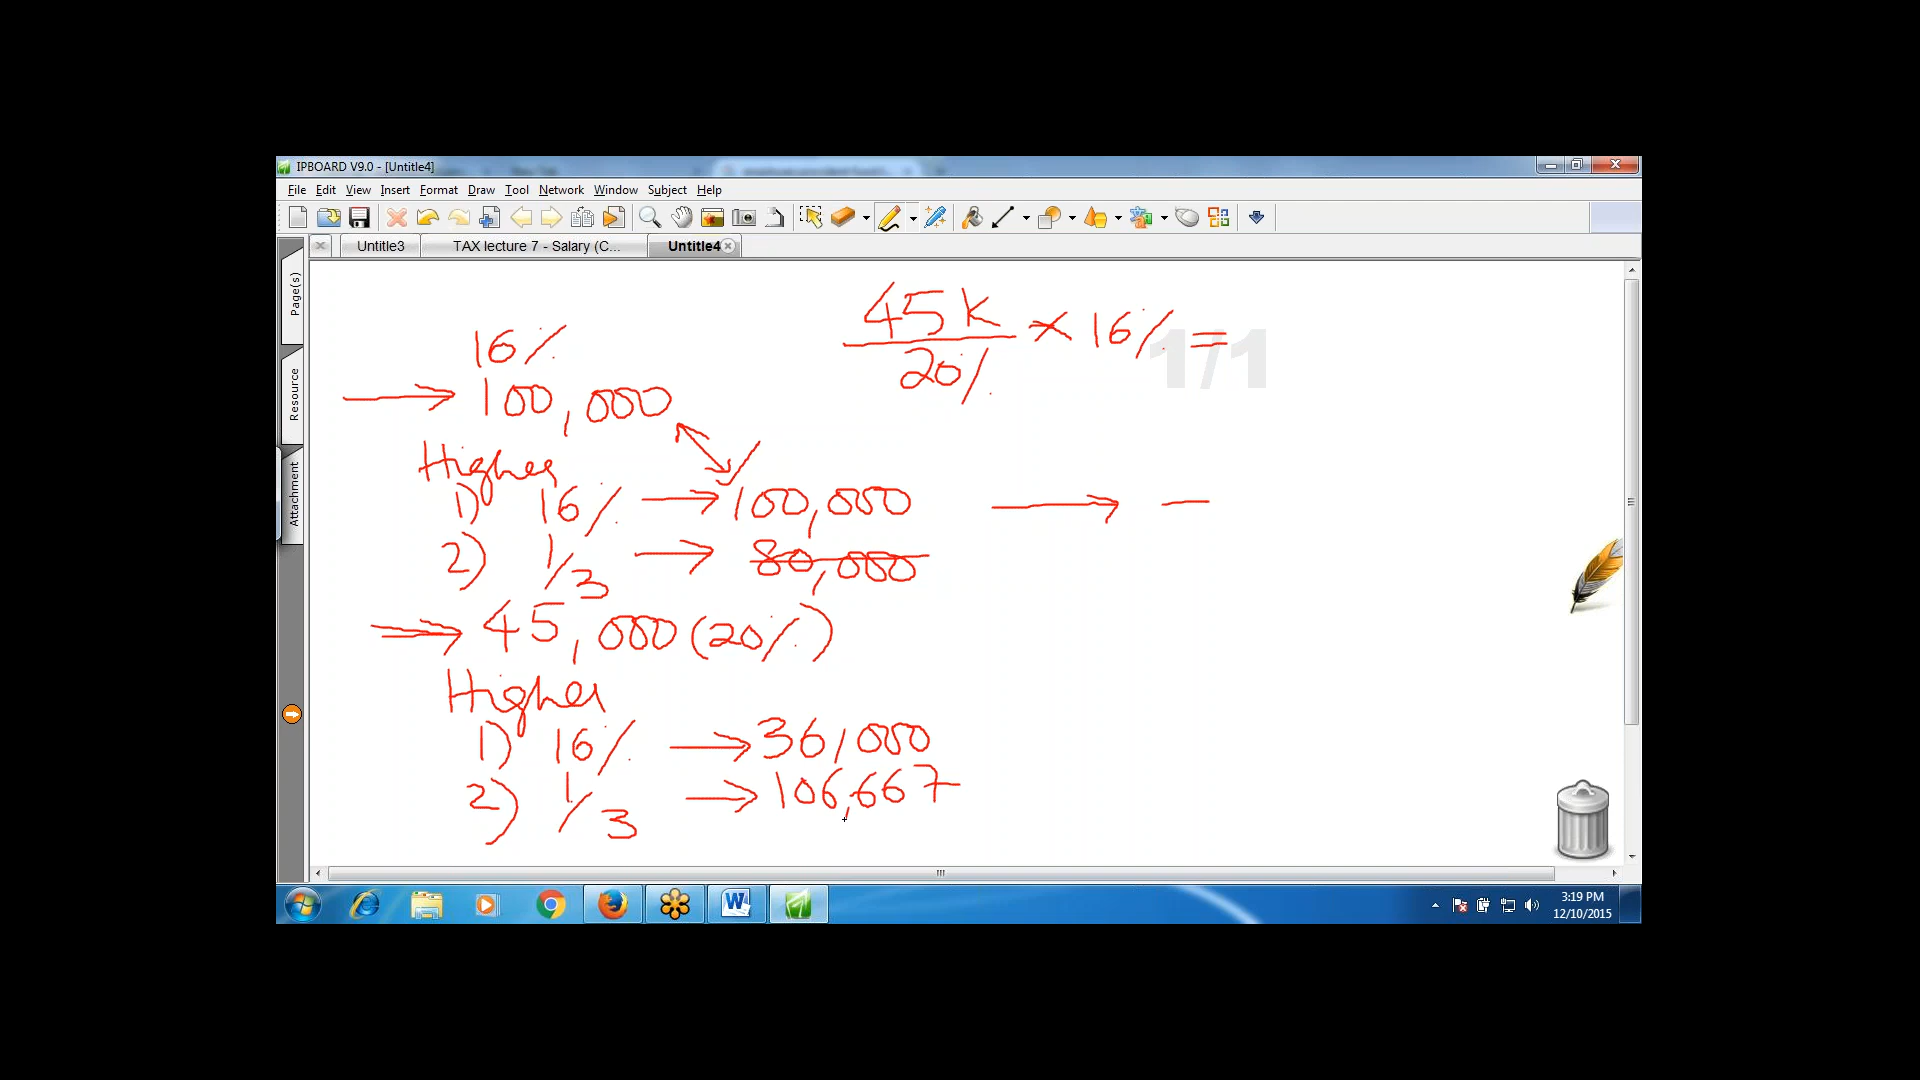 IPBOARD V9.0 - [Untitle4]
File Edit View Insert Format Draw Tool Network Window Subject Help
Untitle3 TAX lecture 7 - Salary (C... Untitle4
Page(s)
Resource
Attachment
1/1
45K
20%
× 16% =
16%
→ 100,000
Higher
1) 16% → 100,000 → —
2) 1/3 → 80,000
→ 45,000 (20%)
Higher
1) 16% → 36,000
2) 1/3 → 106,667
3:19 PM
12/10/2015